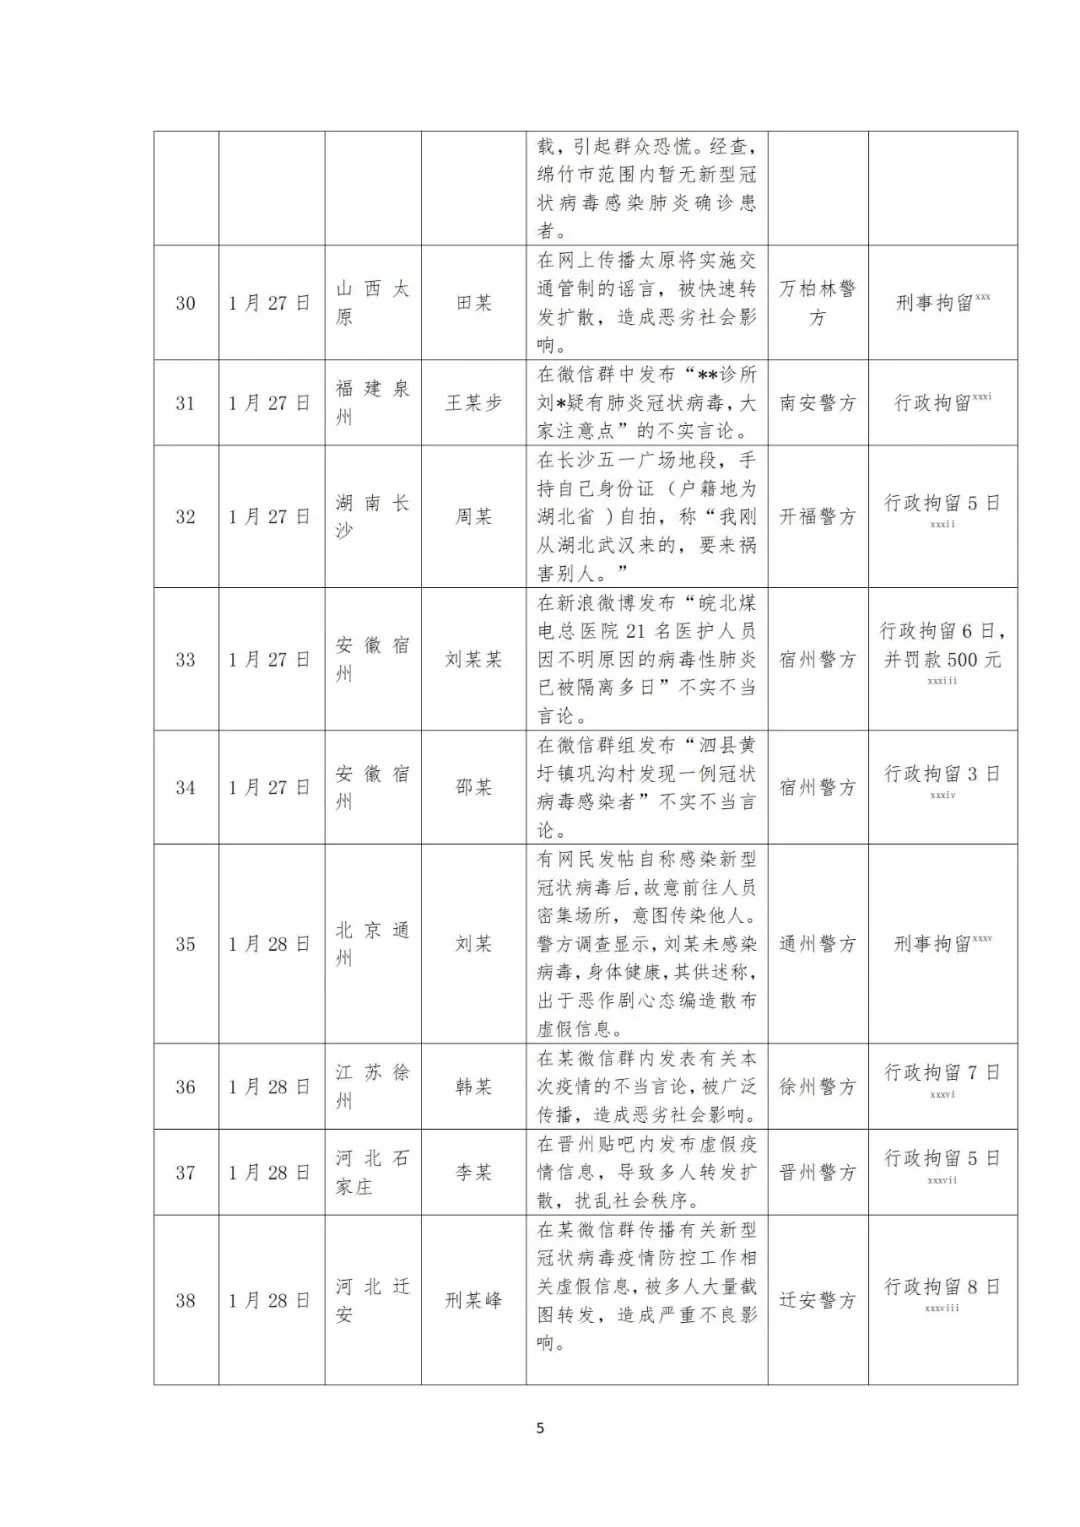 载，引起群众恐慌。经查，
绵竹市范围内暂无新型冠
状病毒感染肺炎确诊患
者。
30
1月27日
山西太
原
田某
在网上传播太原将实施交
通管制的谣言，被快速转
发扩散，造成恶劣社会影
响。
万柏林警
方
刑事拘留xxx
31
1月27日
福建泉
州
王某步
在微信群中发布“**诊所
刘*疑有肺炎冠状病毒，大
家注意点”的不实言论。
南安警方
行政拘留xxxi
32
1月27日
湖南长
沙
周某
在长沙五一广场地段，手
持自己身份证（户籍地为
湖北省 )自拍，称“我刚
从湖北武汉来的，要来祸
害别人。”
开福警方
行政拘留5日
xxxii
33
1月27日
安徽宿
州
刘某某
在新浪微博发布“皖北煤
电总医院21名医护人员
因不明原因的病毒性肺炎
已被隔离多日”不实不当
言论。
宿州警方
行政拘留6日，
并罚款500元
xxxiii
34
1月27日
安徽宿
州
邵某
在微信群组发布“泗县黄
圩镇巩沟村发现一例冠状
病毒感染者”不实不当言
论。
宿州警方
行政拘留3日
xxxiv
35
1月28日
北京通
州
刘某
有网民发帖自称感染新型
冠状病毒后,故意前往人员
密集场所，意图传染他人。
警方调查显示，刘某未感染
病毒，身体健康，其供述称，
出于恶作剧心态编造散布
虚假信息。
通州警方
刑事拘留xxxv
36
1月28日
江苏徐
州
韩某
在某微信群内发表有关本
次疫情的不当言论，被广泛
传播，造成恶劣社会影响。
徐州警方
行政拘留7日
xxxvi
37
1月28日
河北石
家庄
李某
在晋州贴吧内发布虚假疫
情信息，导致多人转发扩
散，扰乱社会秩序。
晋州警方
行政拘留5日
xxxvii
38
1月28日
河北迁
安
刑某峰
在某微信群传播有关新型
冠状病毒疫情防控工作相
关虚假信息，被多人大量截
图转发，造成严重不良影
响。
迁安警方
行政拘留8日
xxxviii
5